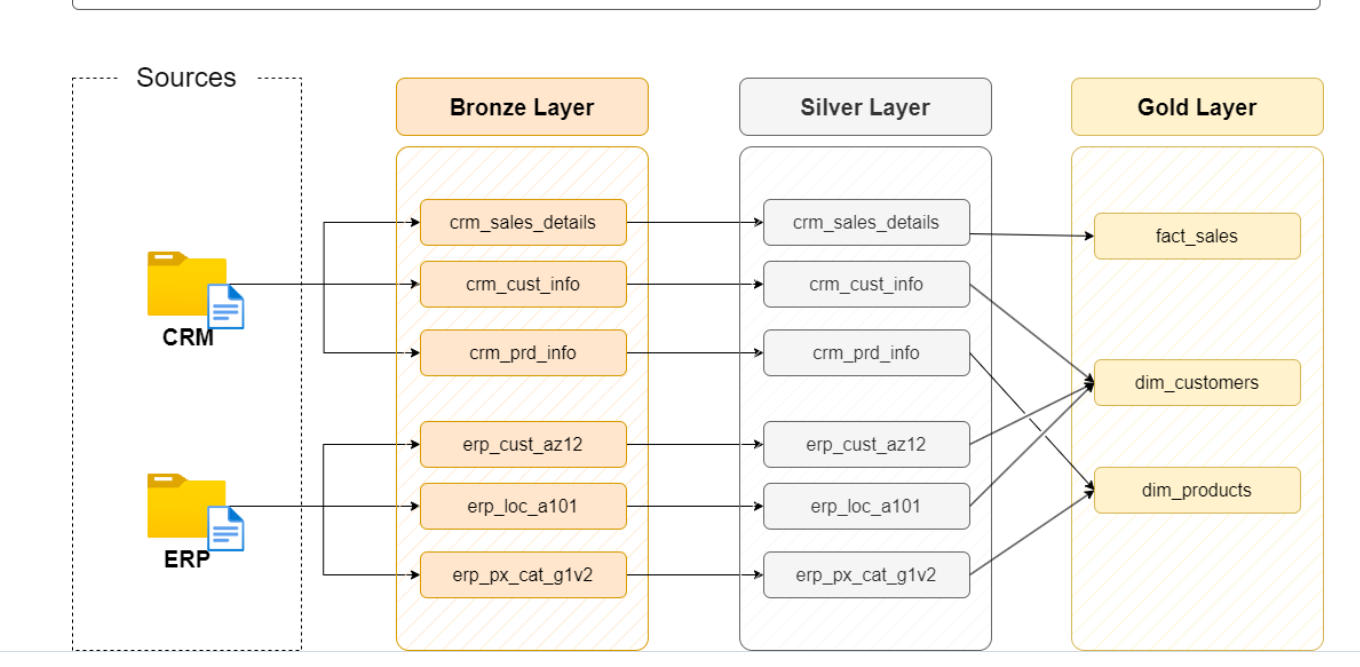 Sources
Bronze Layer
Silver Layer
Gold Layer
crm_sales_details
crm_sales_details
fact_sales
crm_cust_info
crm_cust_info
CRM
crm_prd_info
crm_prd_info
dim_customers
erp_cust_az12
erp_cust_az12
dim_products
erp_loc_a101
erp_loc_a101
ERP
erp_px_cat_g1v2
erp_px_cat_g1v2